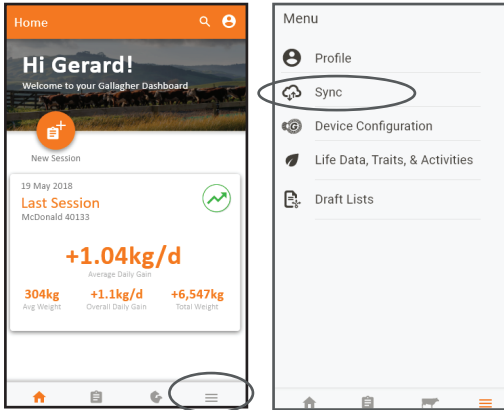 Home
Hi Gerard!
Welcome to your Gallagher Dashboard
New Session
19 May 2018
Last Session
McDonald 40133
+1.04kg/d
Average Daily Gain
304kg +1.1kg/d +6,547kg
Avg Weight Overall Daily Gain Total Weight
Menu
Profile
Sync
Device Configuration
Life Data, Traits, & Activities
Draft Lists